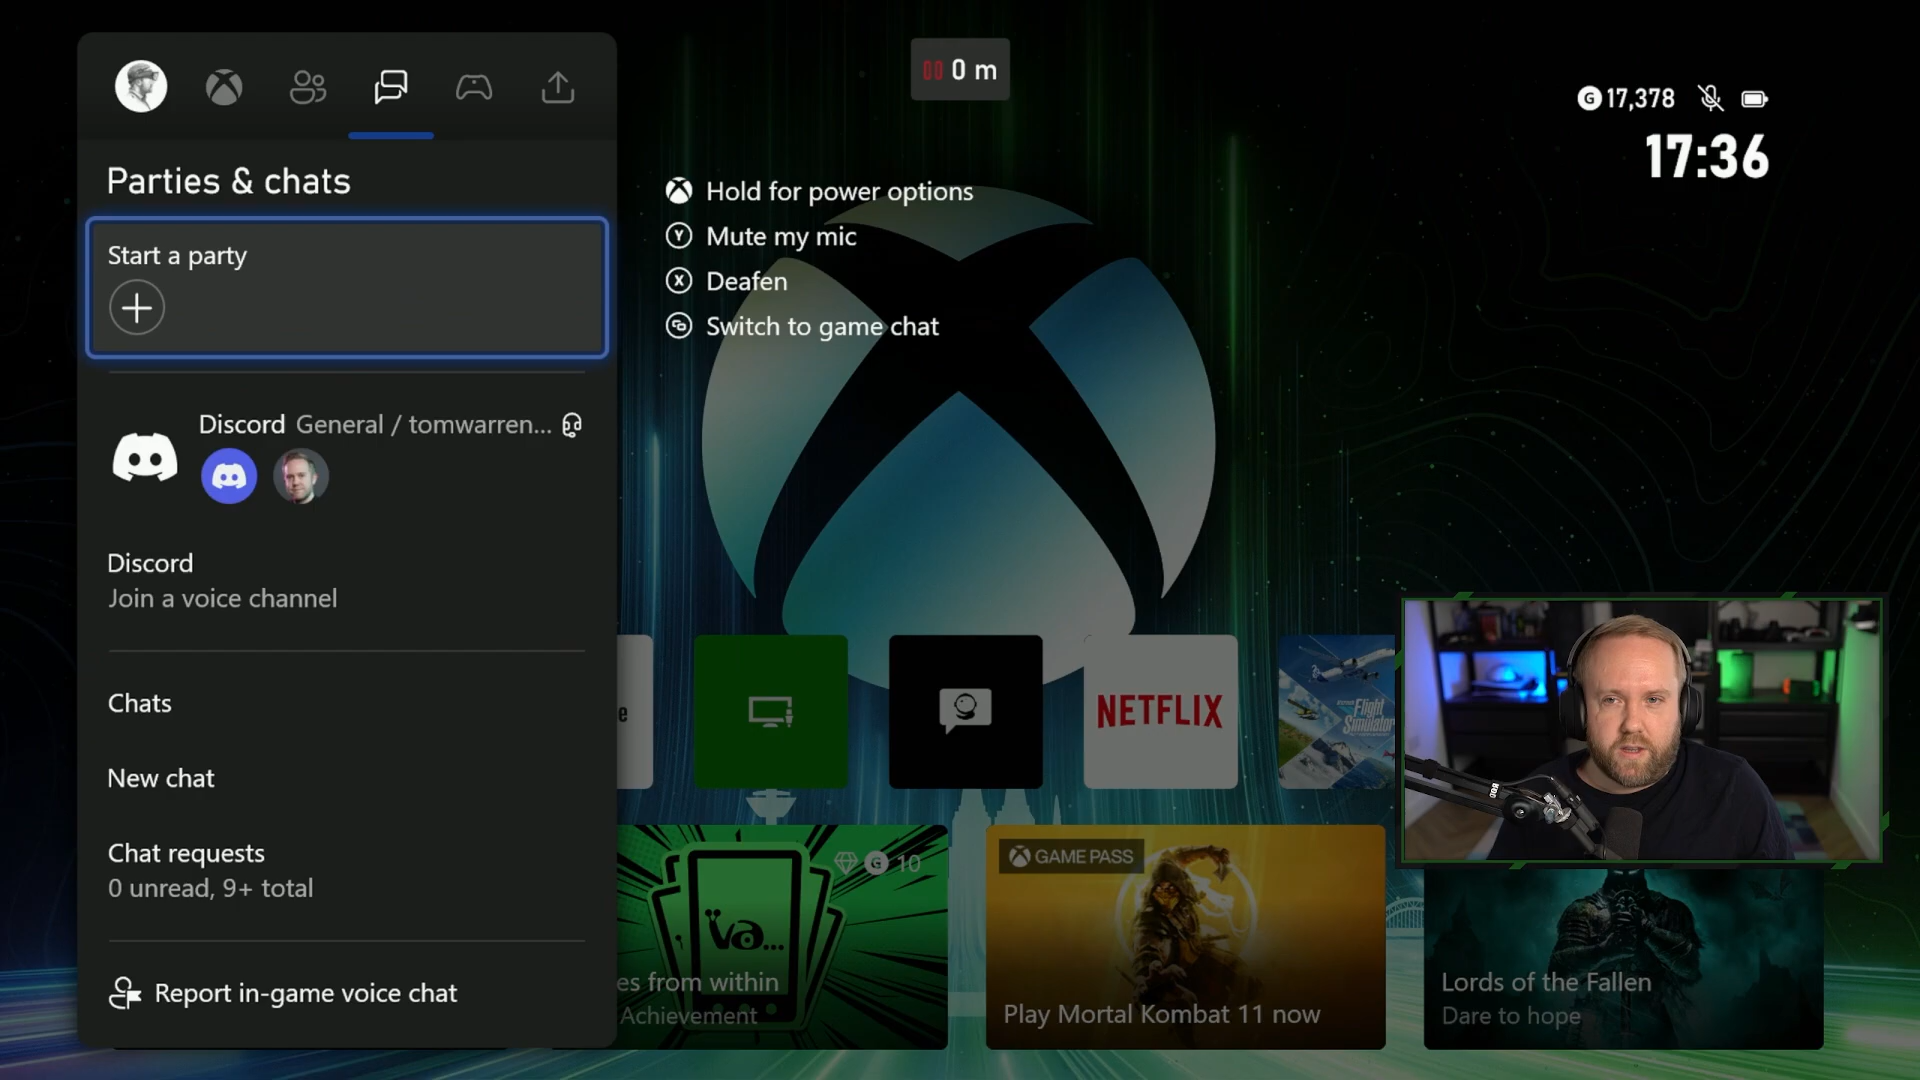 0 m
G 17,378
17:36
Parties & chats
Start a party
Discord General / tomwarren...
Discord
Join a voice channel
Chats
New chat
Chat requests
0 unread, 9+ total
Report in-game voice chat
Hold for power options
Y Mute my mic
X Deafen
Switch to game chat
e
NETFLIX
Flight
Simulator
G 10
va...
es from within
Achievement
GAME PASS
Play Mortal Kombat 11 now
Lords of the Fallen
Dare to hope